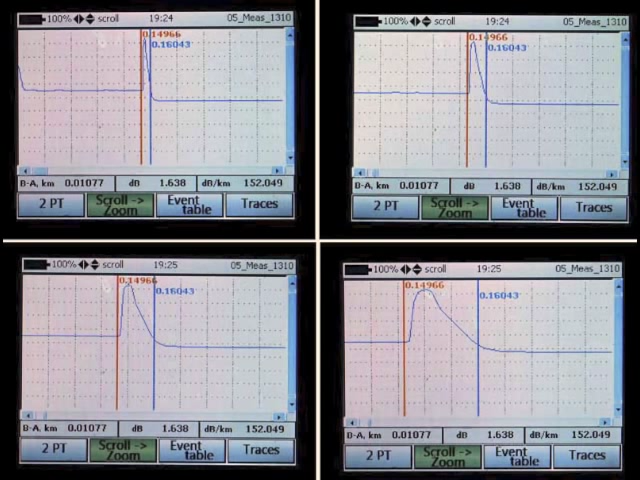 100% scroll 19:24 05_Meas_1310
0.14966
0.16043
B-A, km 0.01077 dB 1.638 dB/km 152.049
2 PT Scroll -> Zoom Event table Traces
100% scroll 19:24 05_Meas_1310
0.14966
0.16043
B-A, km 0.01077 dB 1.638 dB/km 152.049
2 PT Scroll -> Zoom Event table Traces
100% scroll 19:25 05_Meas_1310
0.14966
0.16043
B-A, km 0.01077 dB 1.638 dB/km 152.049
2 PT Scroll -> Zoom Event table Traces
100% scroll 19:25 05_Meas_1310
0.14966
0.16043
B-A, km 0.01077 dB 1.638 dB/km 152.049
2 PT Scroll -> Zoom Event table Traces